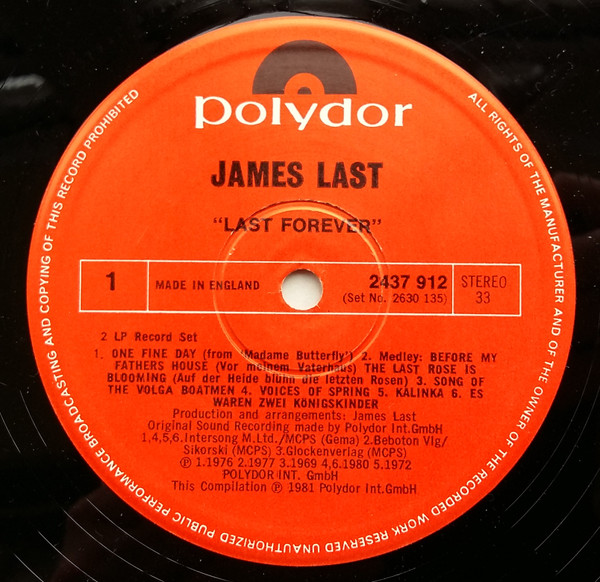 polydor
JAMES LAST
"LAST FOREVER"
1
MADE IN ENGLAND
2437 912
(Set No. 2630 135)
STEREO
33
2 LP Record Set
1. ONE FINE DAY (from 'Madame Butterfly') 2. Medley: BEFORE MY
FATHERS HOUSE (Vor meinem Vaterhaus) THE LAST ROSE IS
BLOOMING (Auf der Heide blühn die letzten Rosen) 3. SONG OF
THE VOLGA BOATMEN 4. VOICES OF SPRING 5. KALINKA 6. ES
WAREN ZWEI KÖNIGSKINDER
Production and arrangements: James Last
Original Sound Recording made by Polydor Int.GmbH
1,4,5,6.Intersong M.Ltd./MCPS (Gema) 2.Beboton Vlg/
Sikorski (MCPS) 3.Glockenverlag (MCPS)
℗ 1.1976 2.1977 3.1969 4,6.1980 5.1972
POLYDOR INT. GmbH
This Compilation ℗ 1981 Polydor Int.GmbH
ALL RIGHTS OF THE MANUFACTURER AND OF THE OWNER OF THE RECORDED WORK RESERVED UNAUTHORIZED PUBLIC PERFORMANCE BROADCASTING AND COPYING OF THIS RECORD PROHIBITED